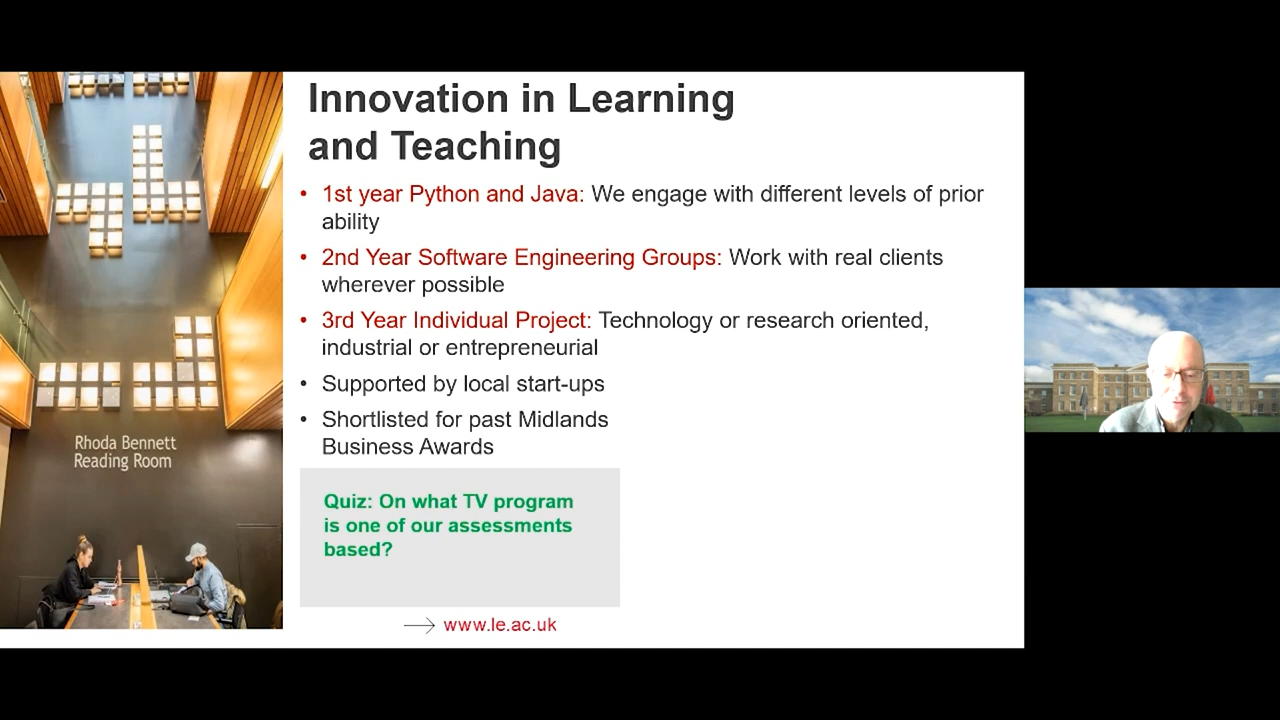 Innovation in Learning
and Teaching
• 1st year Python and Java: We engage with different levels of prior
ability
• 2nd Year Software Engineering Groups: Work with real clients
wherever possible
• 3rd Year Individual Project: Technology or research oriented,
industrial or entrepreneurial
• Supported by local start-ups
• Shortlisted for past Midlands
Business Awards
Rhoda Bennett
Reading Room
Quiz: On what TV program
is one of our assessments
based?
www.le.ac.uk